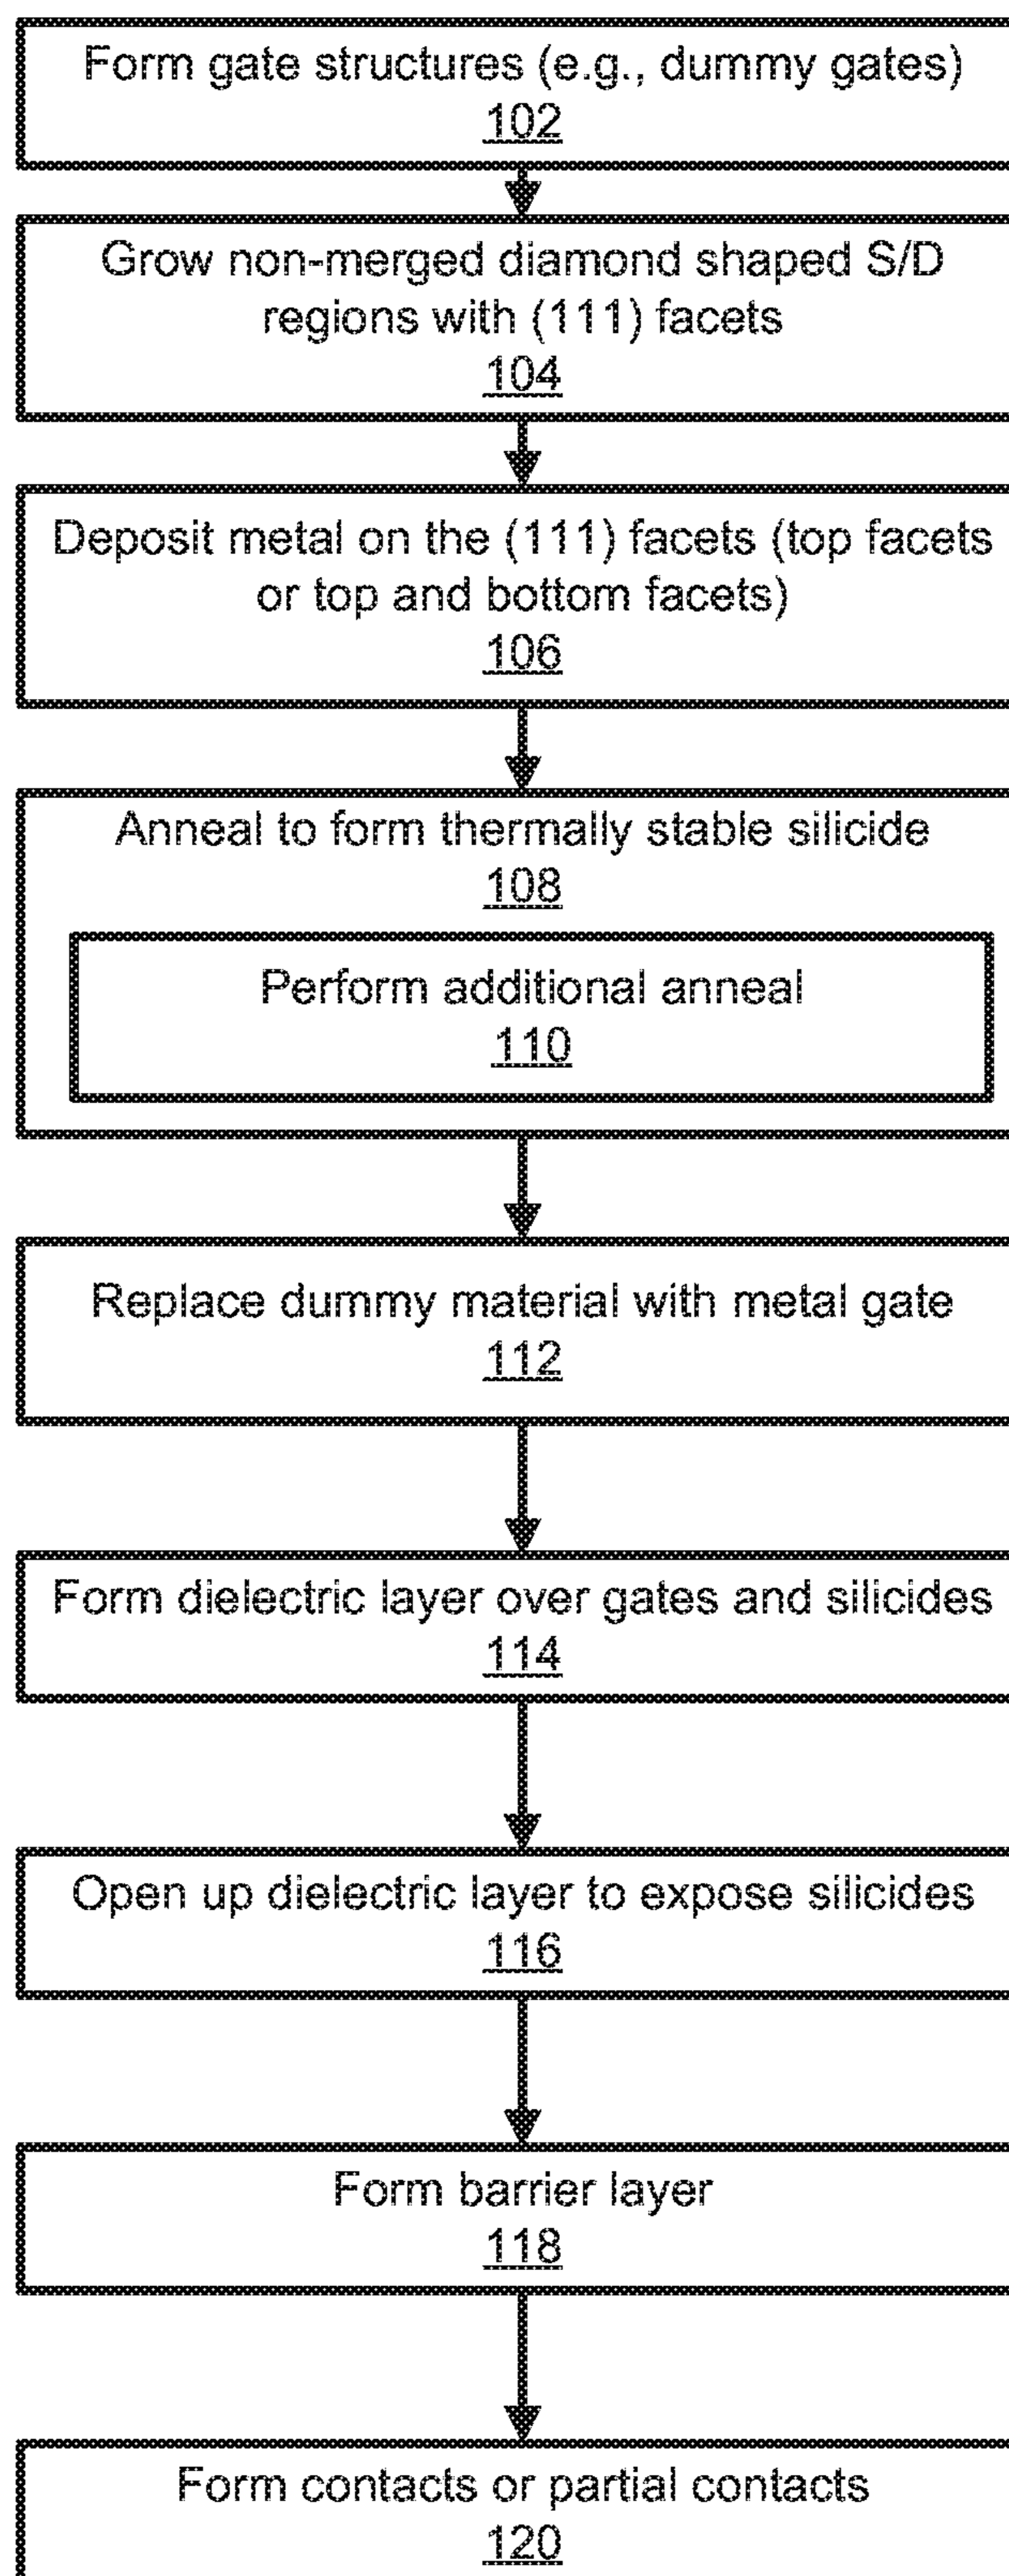 Form gate structures (e.g., dummy gates)
102
Grow non-merged diamond shaped S/D
regions with (111) facets
104
Deposit metal on the (111) facets (top facets
or top and bottom facets)
106
Anneal to form thermally stable silicide
108
Perform additional anneal
110
Replace dummy material with metal gate
112
Form dielectric layer over gates and silicides
114
Open up dielectric layer to expose silicides
116
Form barrier layer
118
Form contacts or partial contacts
120